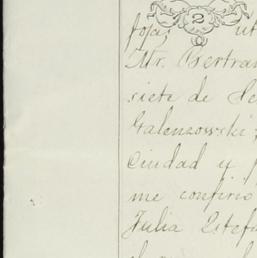 2
fojas út
Mr. Bertran
siete de Se
Galenzowski;
ciudad y p
me confirió
Julia Estefa